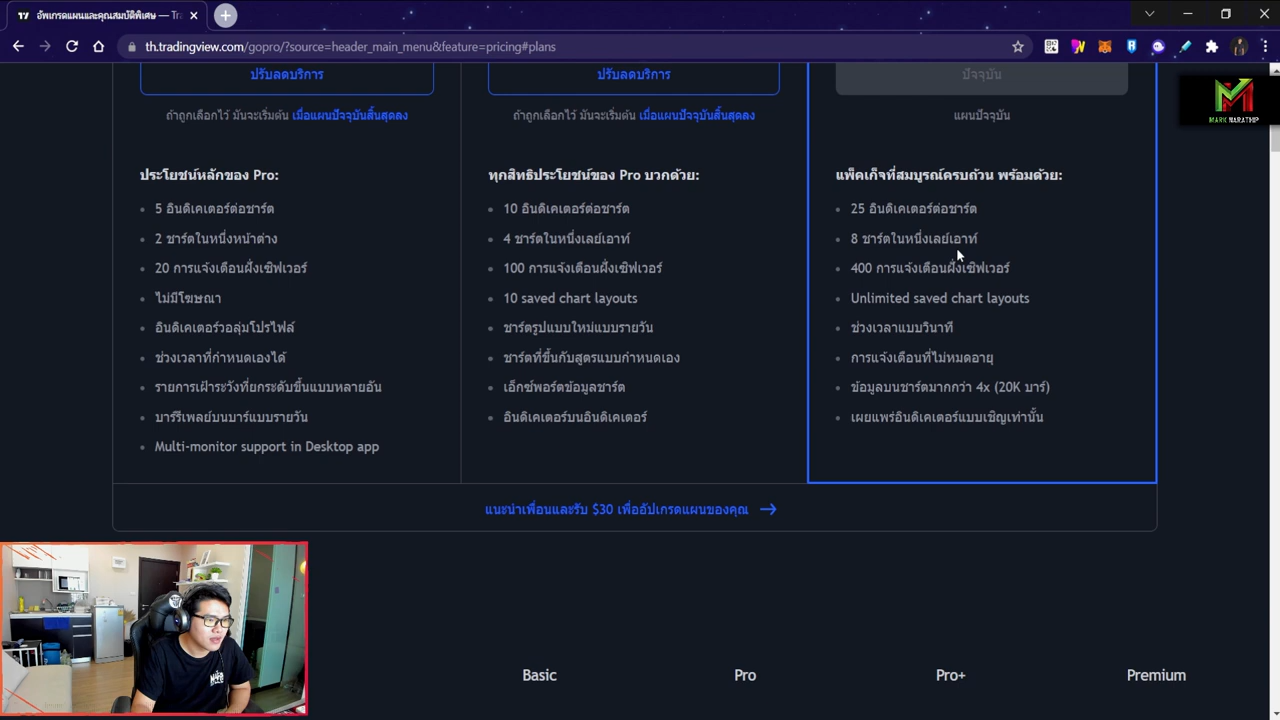 อัพเกรดแผนและคุณสมบัติพิเศษ — Tra
th.tradingview.com/gopro/?source=header_main_menu&feature=pricing#plans
MARK NARATHIP
ปรับลดบริการ
ถ้าถูกเลือกไว้ มันจะเริ่มต้น เมื่อแผนปัจจุบันสิ้นสุดลง
ประโยชน์หลักของ Pro:
5 อินดิเคเตอร์ต่อชาร์ต
2 ชาร์ตในหนึ่งหน้าต่าง
20 การแจ้งเตือนฝั่งเซิฟเวอร์
ไม่มีโฆษณา
อินดิเคเตอร์วอลุ่มโปรไฟล์
ช่วงเวลาที่กำหนดเองได้
รายการเฝ้าระวังที่ยกระดับขึ้นแบบหลายอัน
บาร์รีเพลย์บนบาร์แบบรายวัน
Multi-monitor support in Desktop app
ปรับลดบริการ
ถ้าถูกเลือกไว้ มันจะเริ่มต้น เมื่อแผนปัจจุบันสิ้นสุดลง
ทุกสิทธิประโยชน์ของ Pro บวกด้วย:
10 อินดิเคเตอร์ต่อชาร์ต
4 ชาร์ตในหนึ่งเลย์เอาท์
100 การแจ้งเตือนฝั่งเซิฟเวอร์
10 saved chart layouts
ชาร์ตรูปแบบใหม่แบบรายวัน
ชาร์ตที่ขึ้นกับสูตรแบบกำหนดเอง
เอ็กซ์พอร์ตข้อมูลชาร์ต
อินดิเคเตอร์บนอินดิเคเตอร์
ปัจจุบัน
แผนปัจจุบัน
แพ็คเก็จที่สมบูรณ์ครบถ้วน พร้อมด้วย:
25 อินดิเคเตอร์ต่อชาร์ต
8 ชาร์ตในหนึ่งเลย์เอาท์
400 การแจ้งเตือนฝั่งเซิฟเวอร์
Unlimited saved chart layouts
ช่วงเวลาแบบวินาที
การแจ้งเตือนที่ไม่หมดอายุ
ข้อมูลบนชาร์ตมากกว่า 4x (20K บาร์)
เผยแพร่อินดิเคเตอร์แบบเชิญเท่านั้น
แนะนำเพื่อนและรับ $30 เพื่ออัปเกรดแผนของคุณ
Basic Pro Pro+ Premium